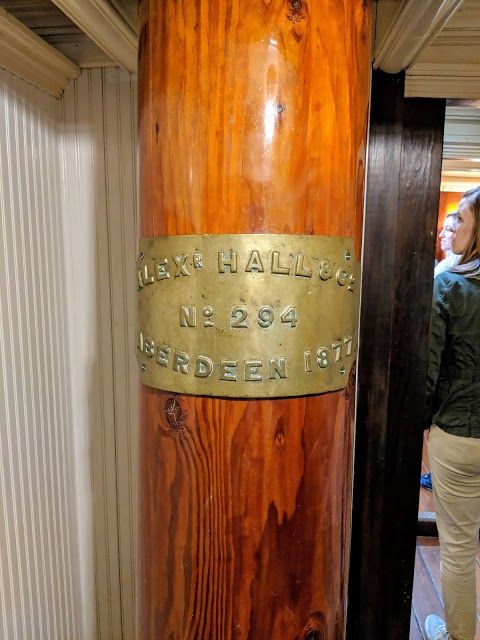 ALEXR HALL & CO
No 294
ABERDEEN 1877